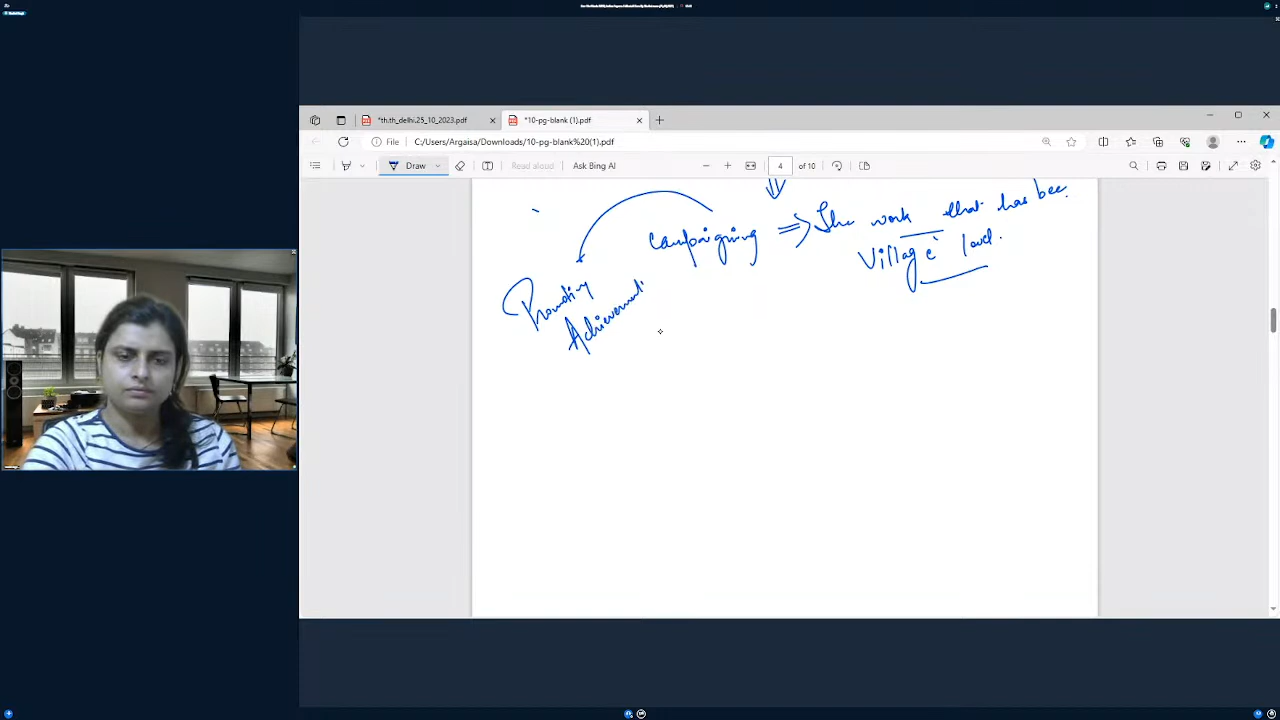 *th.th_delhi.25_10_2023.pdf
*10-pg-blank (1).pdf
File C:/Users/Argaisa/Downloads/10-pg-blank%20(1).pdf
Draw Read aloud Ask Bing AI 4 of 10
campaigning ⇒ The work that has bee
Village level.
Promoting
Achievement